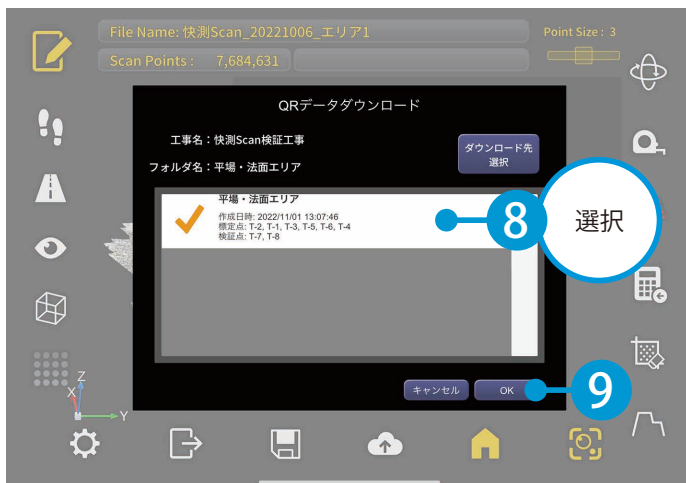 File Name: 快測Scan_20221006_エリア1
Point Size : 3
Scan Points : 7,684,631
QRデータダウンロード
工事名：快測Scan検証工事
フォルダ名：平場・法面エリア
ダウンロード先
選択
平場・法面エリア
作成日時: 2022/11/01 13:07:46
標定点: T-2, T-1, T-3, T-5, T-6, T-4
検証点: T-7, T-8
8
選択
キャンセル
OK
9
Z
X
Y